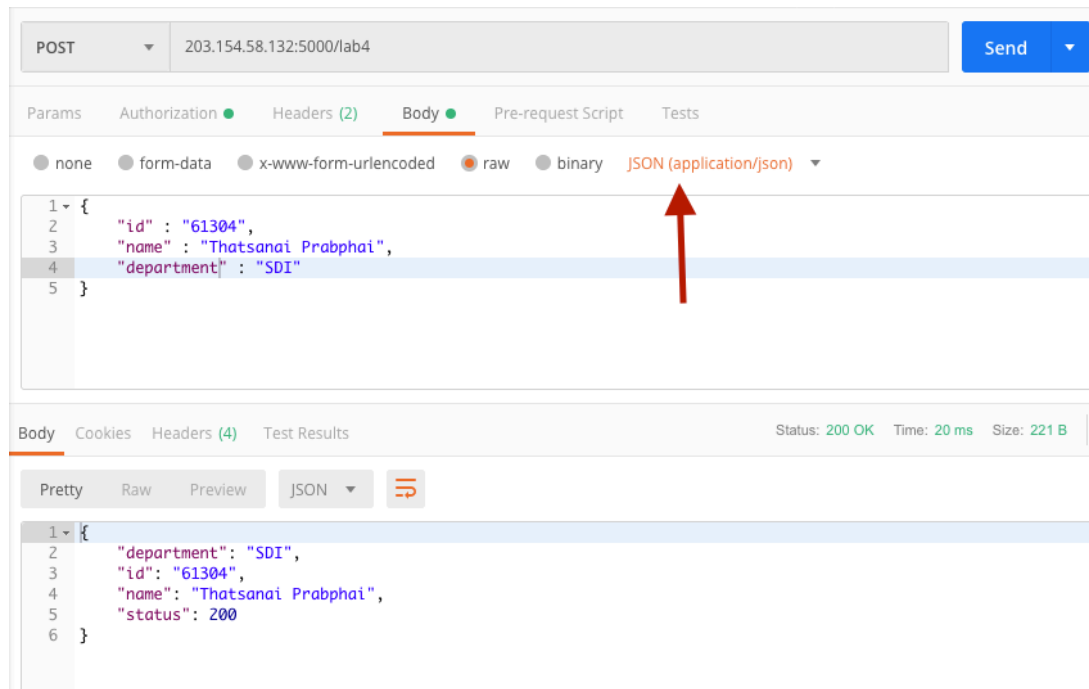 POST 203.154.58.132:5000/lab4 Send
Params Authorization Headers (2) Body Pre-request Script Tests
none form-data x-www-form-urlencoded raw binary JSON (application/json)
1 {
2 "id" : "61304",
3 "name" : "Thatsanai Prabphai",
4 "department" : "SDI"
5 }
Body Cookies Headers (4) Test Results Status: 200 OK Time: 20 ms Size: 221 B
Pretty Raw Preview JSON
1 {
2 "department": "SDI",
3 "id": "61304",
4 "name": "Thatsanai Prabphai",
5 "status": 200
6 }